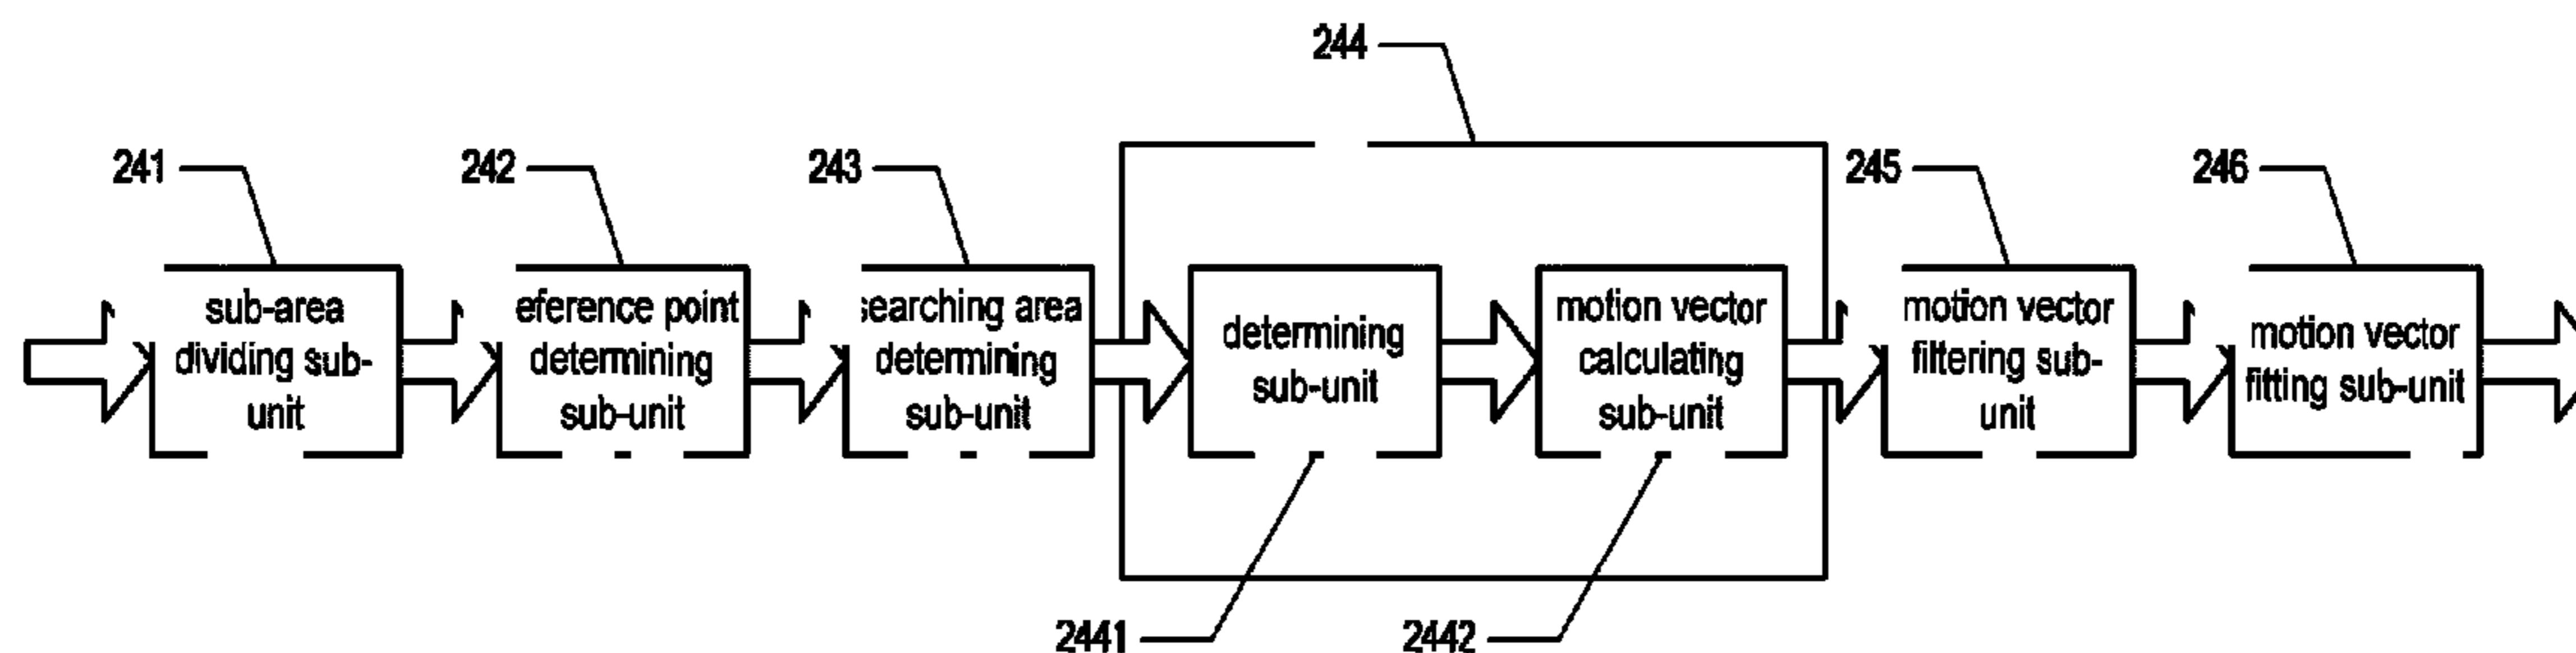 244
241
242
243
245
246
sub-area
dividing sub-
unit
eference point
determining
sub-unit
searching area
determining
sub-unit
determining
sub-unit
motion vector
calculating
sub-unit
motion vector
filtering sub-
unit
motion vector
fitting sub-unit
2441
2442